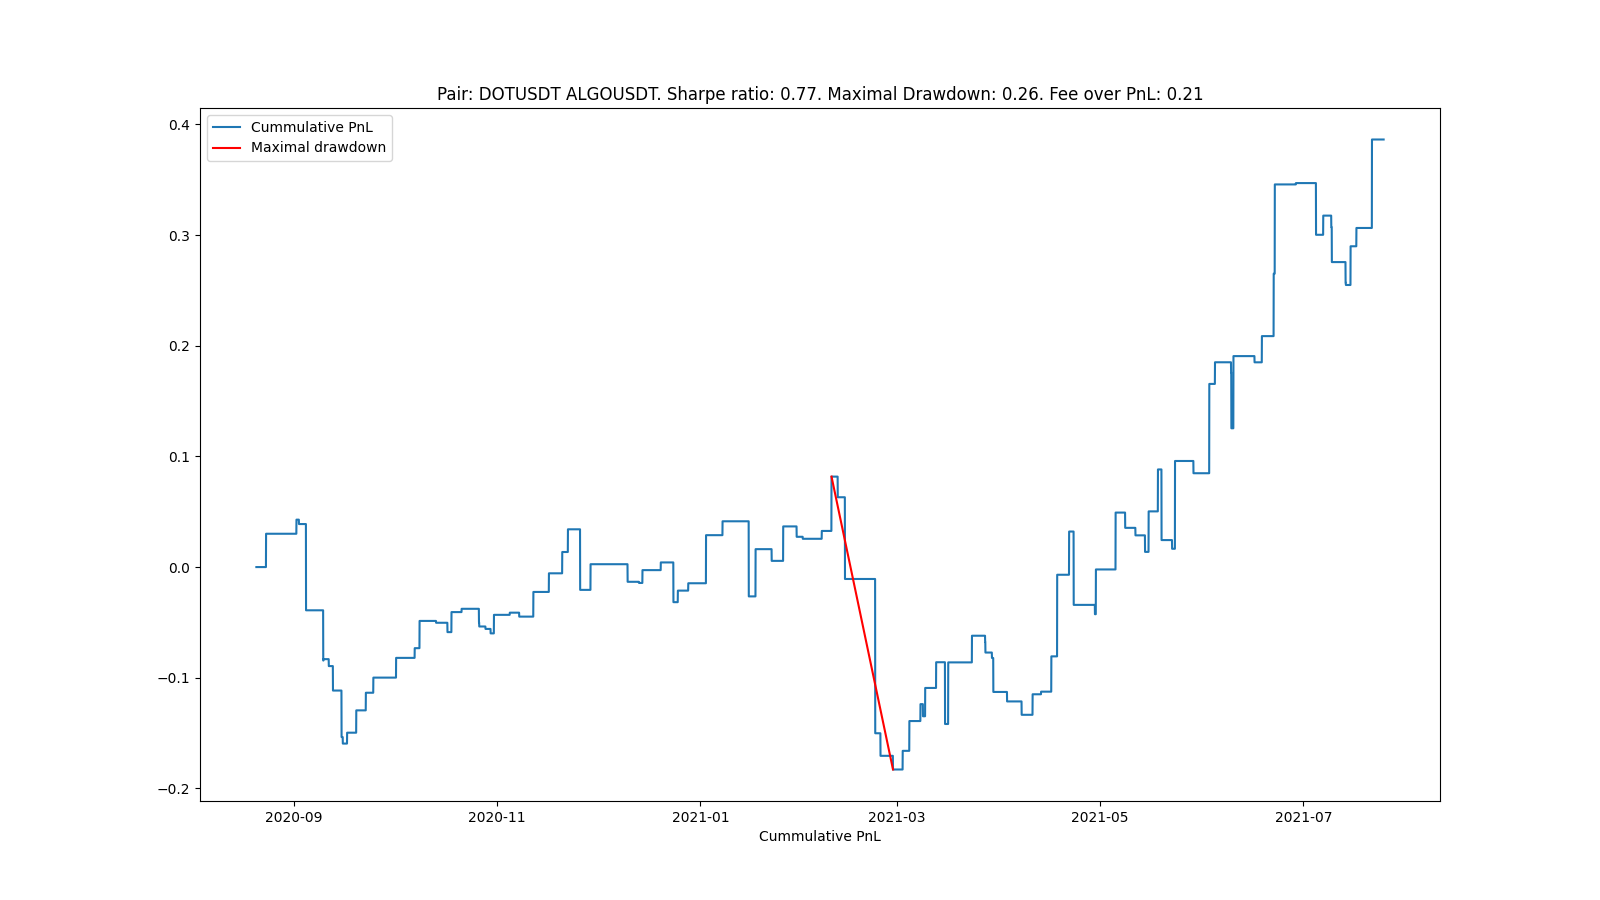 Pair: DOTUSDT ALGOUSDT. Sharpe ratio: 0.77. Maximal Drawdown: 0.26. Fee over PnL: 0.21
Cummulative PnL
Maximal drawdown
0.4
0.3
0.2
0.1
0.0
−0.1
−0.2
2020-09 2020-11 2021-01 2021-03 2021-05 2021-07
Cummulative PnL